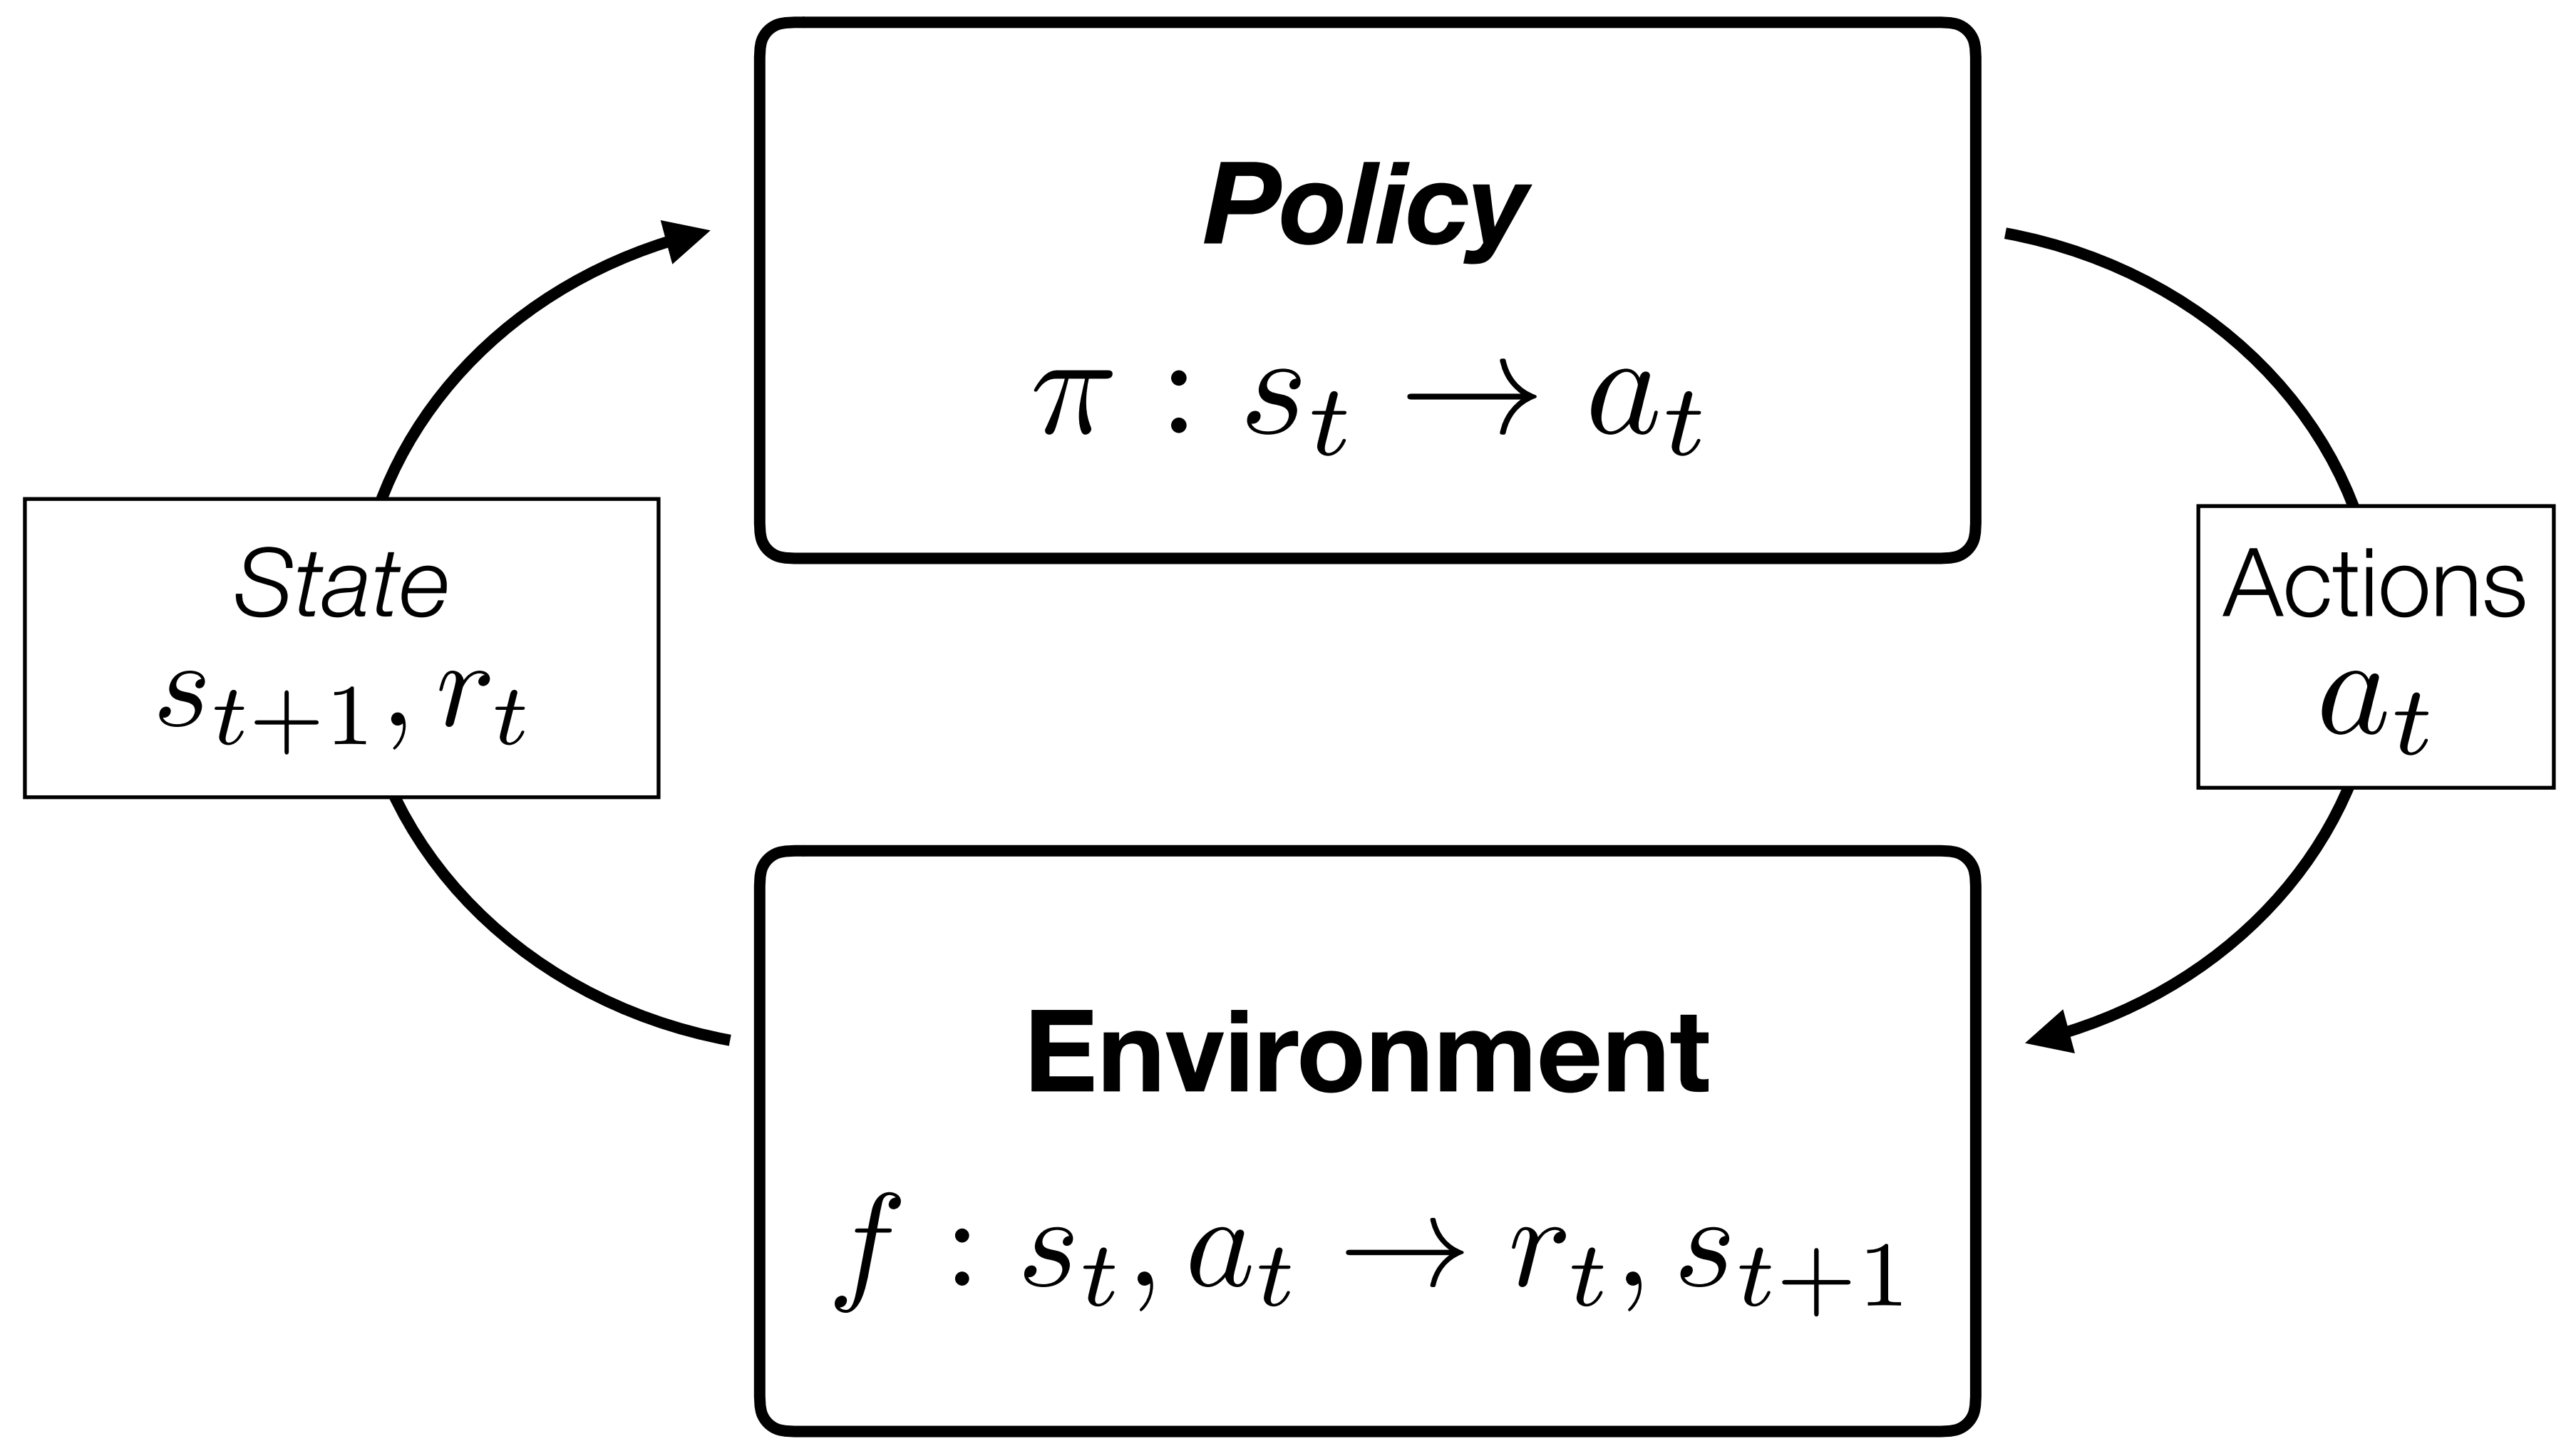 Policy
π : s_t → a_t
State
s_{t+1}, r_t
Actions
a_t
Environment
f : s_t, a_t → r_t, s_{t+1}